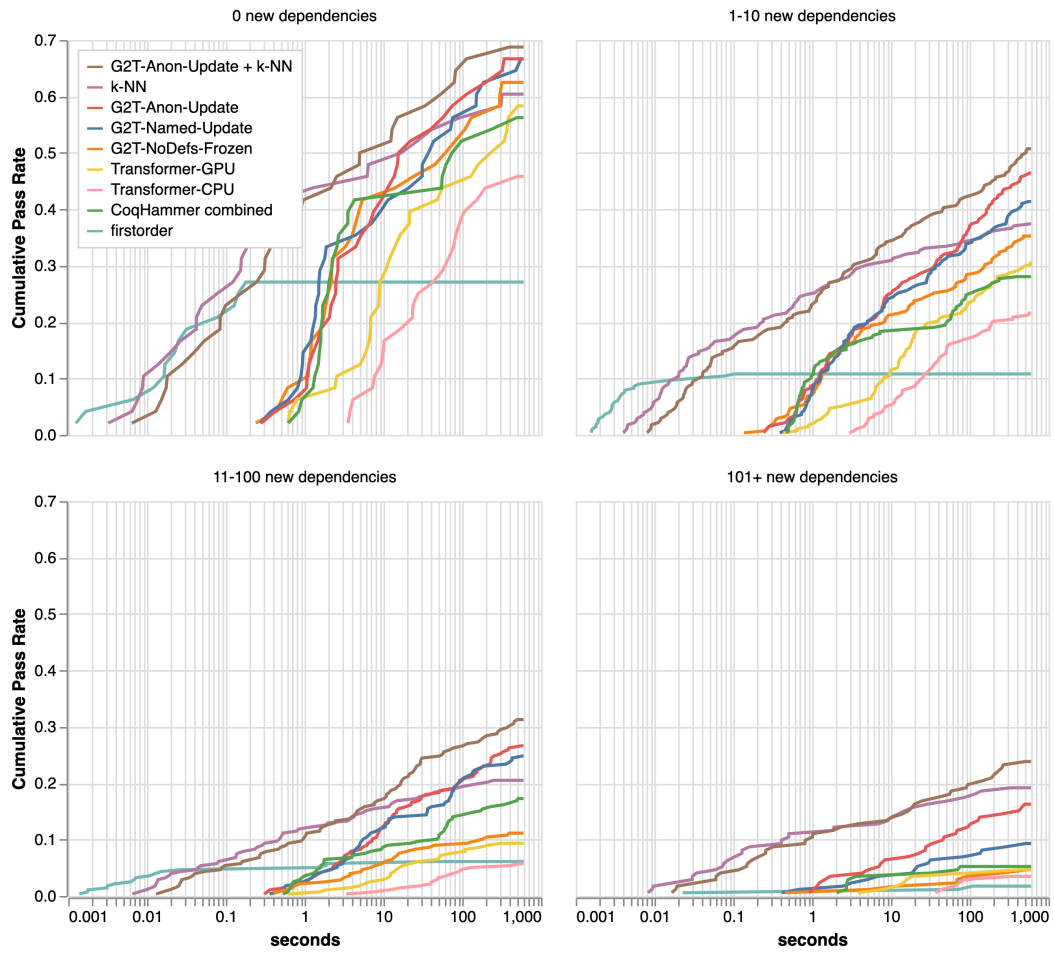 0 new dependencies
1-10 new dependencies
0.7
0.6
0.5
0.4
0.3
0.2
0.1
0.0
Cumulative Pass Rate
G2T-Anon-Update + k-NN
k-NN
G2T-Anon-Update
G2T-Named-Update
G2T-NoDefs-Frozen
Transformer-GPU
Transformer-CPU
CoqHammer combined
firstorder
11-100 new dependencies
101+ new dependencies
0.7
0.6
0.5
0.4
0.3
0.2
0.1
0.0
Cumulative Pass Rate
0.001 0.01 0.1 1 10 100 1,000
seconds
0.001 0.01 0.1 1 10 100 1,000
seconds